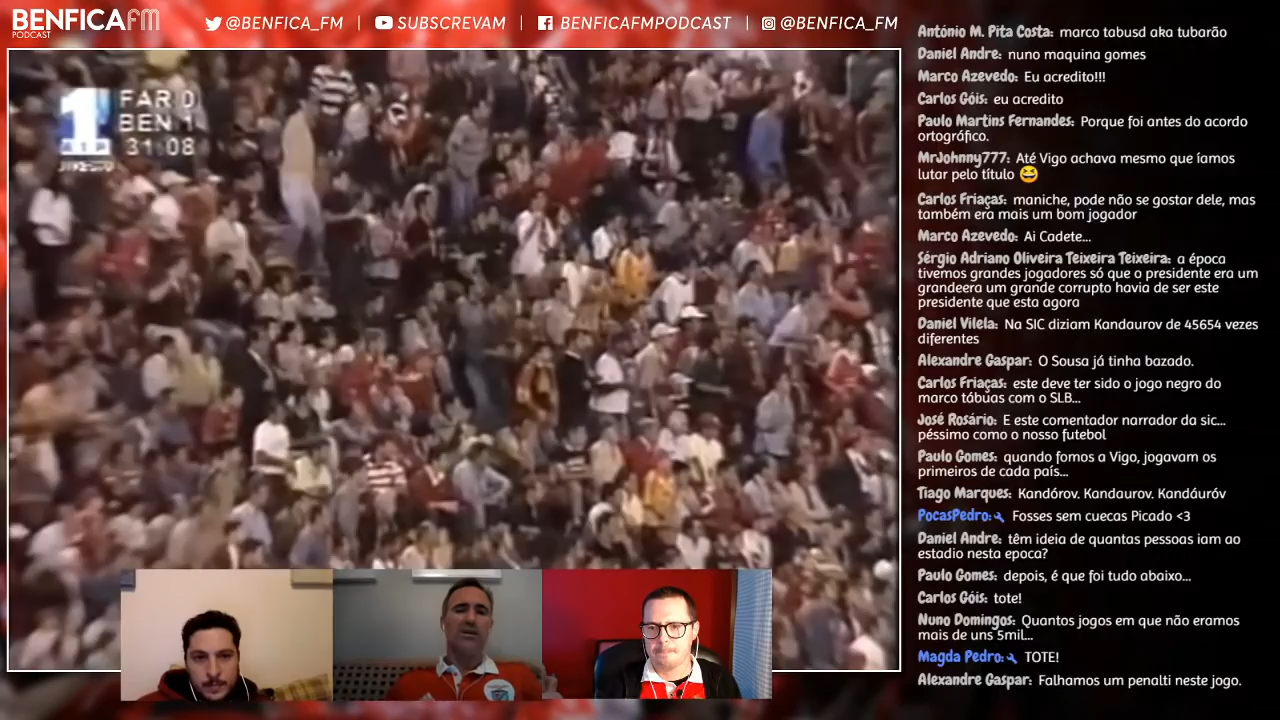 BENFICAFM
PODCAST
@BENFICA_FM | SUBSCREVAM | BENFICAFMPODCAST | @BENFICA_FM
1
FAR 0
BEN 1
31:08
António M. Pita Costa: marco tabusd aka tubarão
Daniel Andre: nuno maquina gomes
Marco Azevedo: Eu acredito!!!
Carlos Góis: eu acredito
Paulo Martins Fernandes: Porque foi antes do acordo
ortográfico.
MrJohnny777: Até Vigo achava mesmo que íamos
lutar pelo título 😆
Carlos Friaças: maniche, pode não se gostar dele, mas
também era mais um bom jogador
Marco Azevedo: Ai Cadete...
Sérgio Adriano Oliveira Teixeira Teixeira: a época
tivemos grandes jogadores só que o presidente era um
grandeera um grande corrupto havia de ser este
presidente que esta agora
Daniel Vilela: Na SIC diziam Kandaurov de 45654 vezes
diferentes
Alexandre Gaspar: O Sousa já tinha bazado.
Carlos Friaças: este deve ter sido o jogo negro do
marco tábuas com o SLB...
José Rosário: E este comentador narrador da sic...
péssimo como o nosso futebol
Paulo Gomes: quando fomos a Vigo, jogavam os
primeiros de cada país...
Tiago Marques: Kandórov. Kandaurov. Kandáuróv
PocasPedro: Fosses sem cuecas Picado <3
Daniel Andre: têm ideia de quantas pessoas iam ao
estadio nesta epoca?
Paulo Gomes: depois, é que foi tudo abaixo...
Carlos Góis: tote!
Nuno Domingos: Quantos jogos em que não eramos
mais de uns 5mil...
Magda Pedro: TOTE!
Alexandre Gaspar: Falhamos um penalti neste jogo.